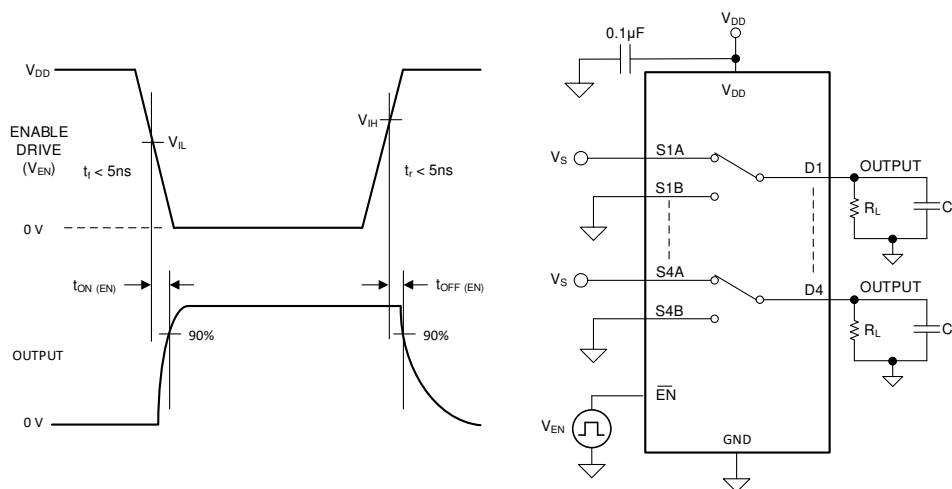 V_DD
ENABLE
DRIVE
(V_EN)
t_f < 5ns
V_IL
V_IH
t_r < 5ns
0 V
t_ON (EN)
t_OFF (EN)
90%
90%
OUTPUT
0 V
V_DD
0.1µF
V_DD
V_S
S1A
D1
OUTPUT
S1B
R_L
C
V_S
S4A
D4
OUTPUT
S4B
R_L
C
EN̅
V_EN
GND